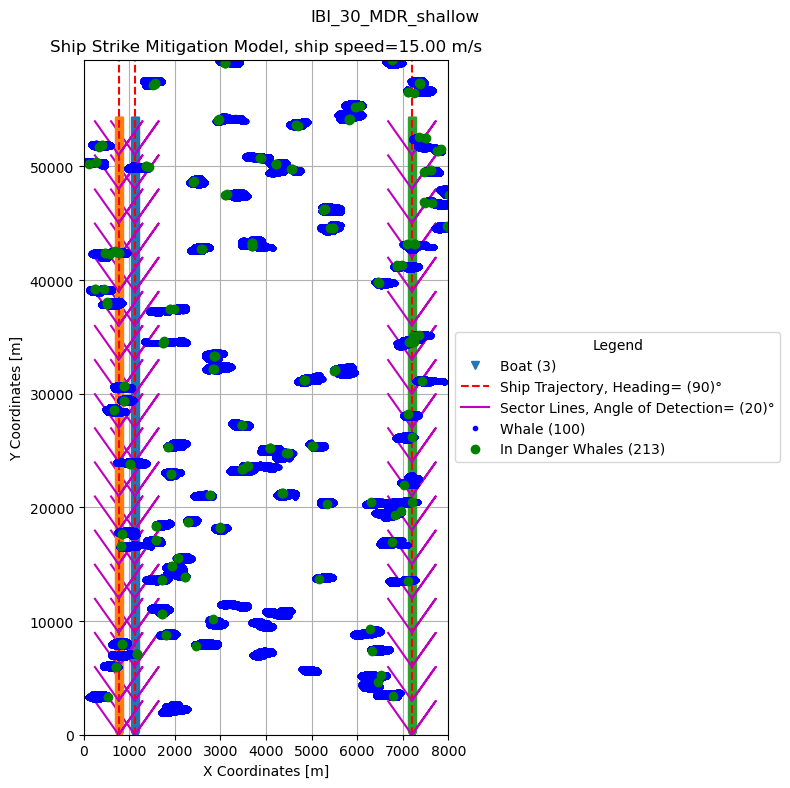 IBI_30_MDR_shallow
Ship Strike Mitigation Model, ship speed=15.00 m/s
50000
40000
30000
20000
10000
0
Y Coordinates [m]
0 1000 2000 3000 4000 5000 6000 7000 8000
X Coordinates [m]
Legend
Boat (3)
Ship Trajectory, Heading= (90)°
Sector Lines, Angle of Detection= (20)°
Whale (100)
In Danger Whales (213)